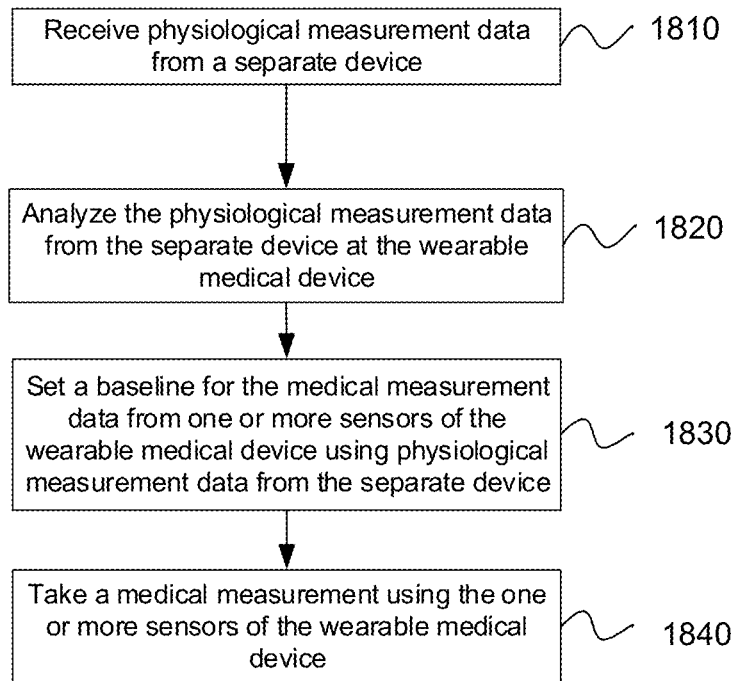 Receive physiological measurement data
from a separate device
1810
Analyze the physiological measurement data
from the separate device at the wearable
medical device
1820
Set a baseline for the medical measurement
data from one or more sensors of the
wearable medical device using physiological
measurement data from the separate device
1830
Take a medical measurement using the one
or more sensors of the wearable medical
device
1840